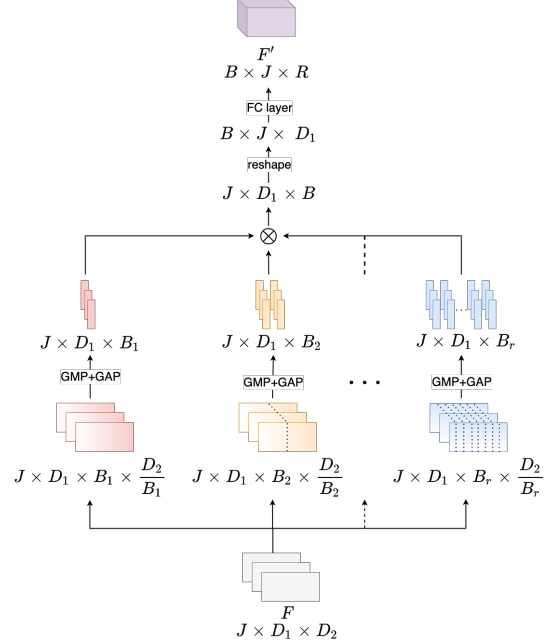 F′
B × J × R
FC layer
B × J × D₁
reshape
J × D₁ × B
⊗
J × D₁ × B₁ J × D₁ × B₂ J × D₁ × Bᵣ
GMP+GAP GMP+GAP • • • GMP+GAP
J × D₁ × B₁ × D₂/B₁ J × D₁ × B₂ × D₂/B₂ J × D₁ × Bᵣ × D₂/Bᵣ
F
J × D₁ × D₂